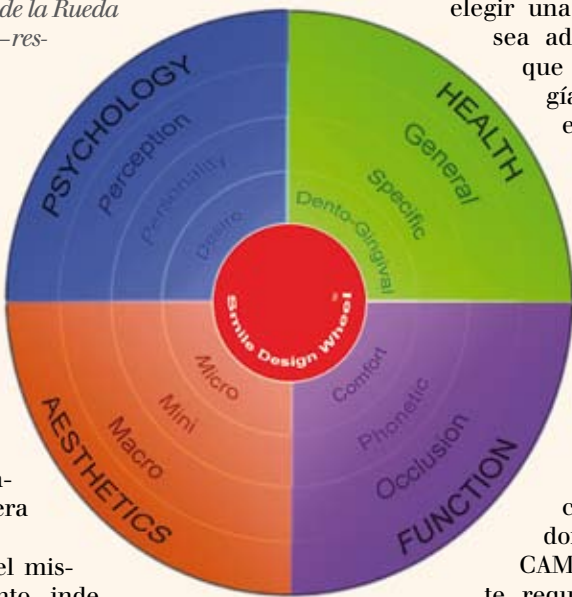 de la Rueda
–res-
elegir una
sea ad
que
gía
e
PSYCHOLOGY
Perception
Personality
Desire
HEALTH
General
Specific
Dento-Gingival
Smile Design Wheel
Micro
Mini
Macro
AESTHETICS
Comfort
Phonetic
Occlusion
FUNCTION
n-
era
el mis-
nto inde
c
do
CAM
te requ